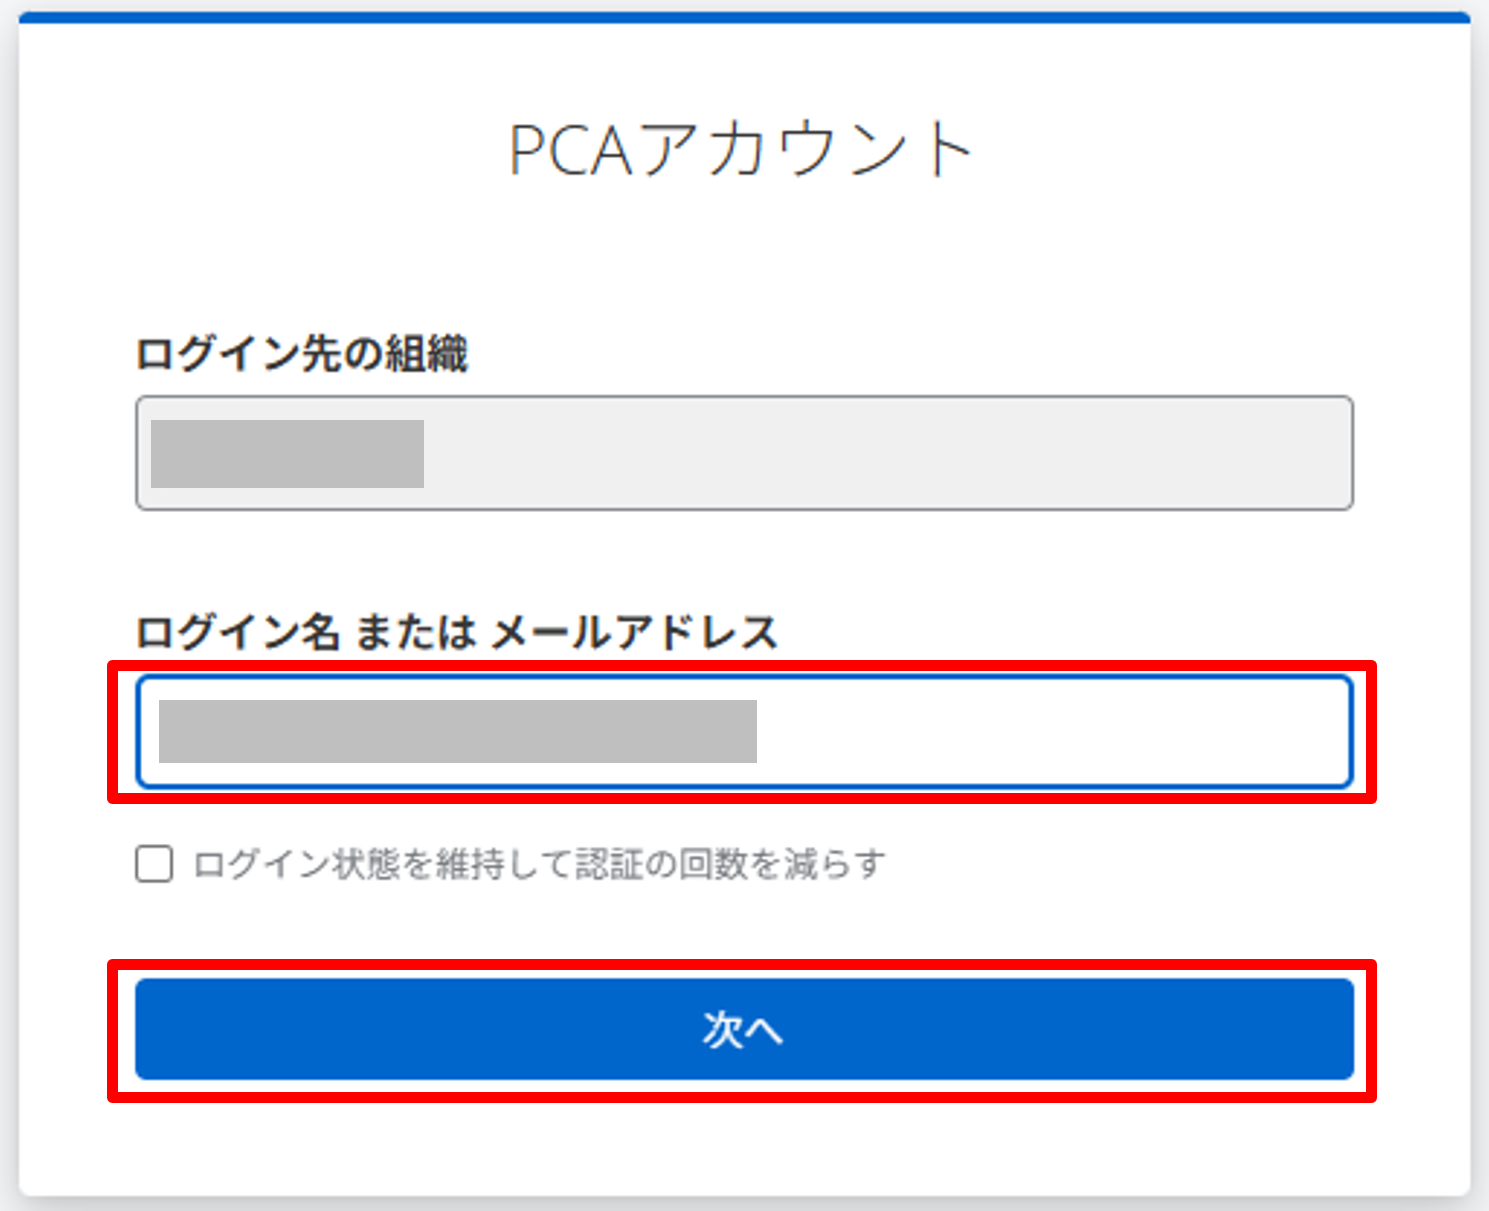 PCAアカウント
ログイン先の組織
ログイン名 または メールアドレス
ログイン状態を維持して認証の回数を減らす
次へ